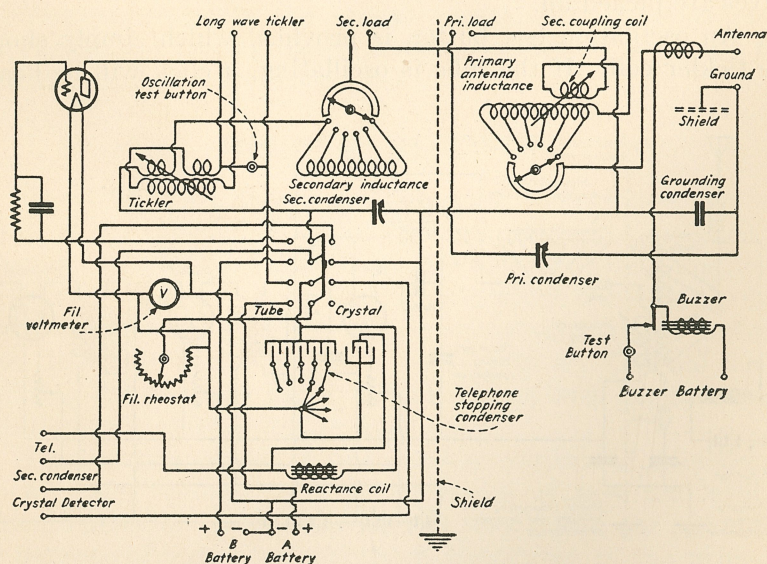 Long wave tickler
Sec. load
Pri. load
Sec. coupling coil
Antenna
Oscillation
test button
Primary
antenna
inductance
Ground
Shield
Tickler
Secondary inductance
Sec. condenser
Grounding
condenser
Pri. condenser
V
Fil.
voltmeter
Tube
Crystal
Buzzer
Test
Button
Buzzer Battery
Fil. rheostat
Telephone
stopping
condenser
Tel.
Sec. condenser
Crystal Detector
Reactance coil
Shield
+ − − +
B A
Battery Battery